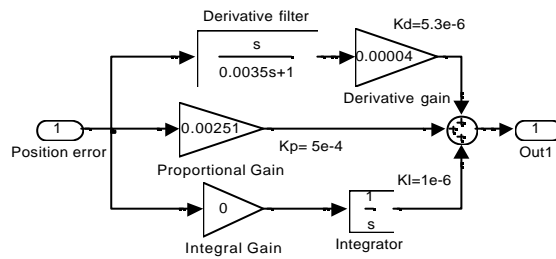 Derivative filter
Kd=5.3e-6
s
0.0035s+1
0.00004
Derivative gain
1
Position error
0.00251
Kp= 5e-4
Proportional Gain
1
Out1
KI=1e-6
0
Integral Gain
1
s
Integrator